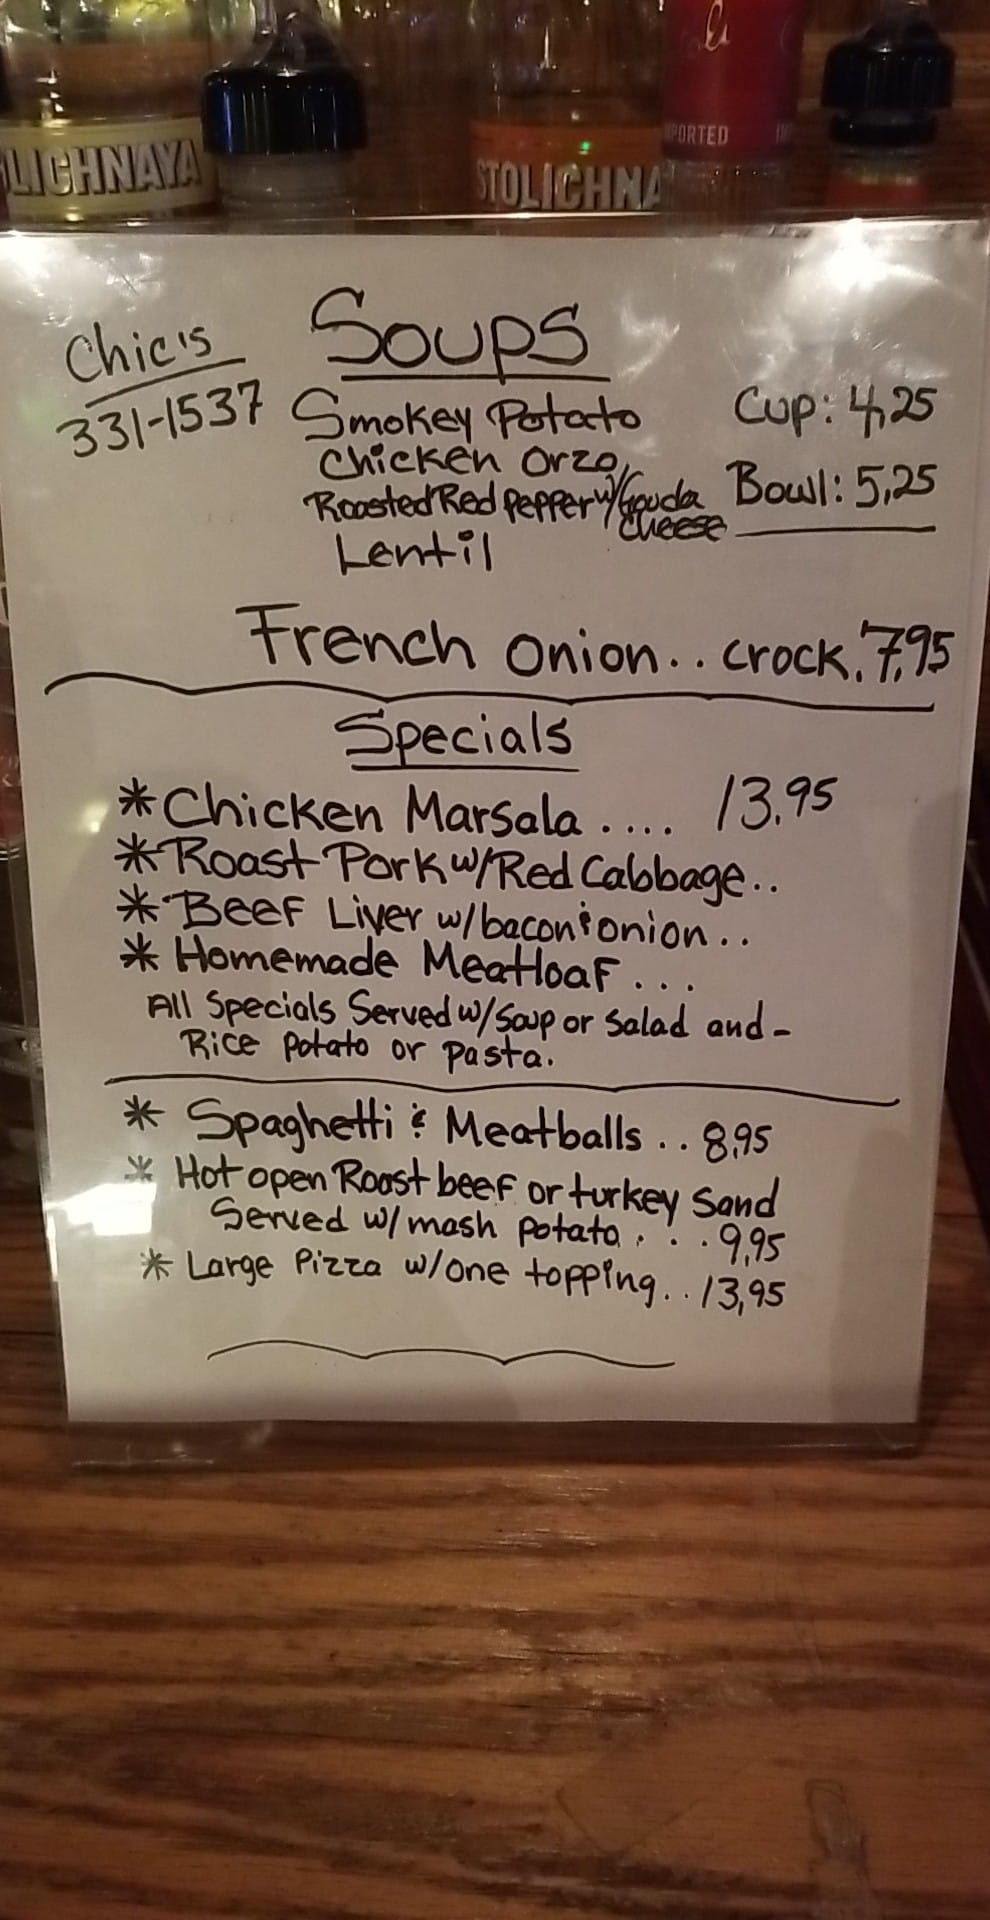 LICHNAYA
STOLICHNA
PORTED
Chic's
331-1537
Soups
Smokey Potato
Chicken Orzo
Roasted Red Pepper w/Gouda
Cheese
Lentil
Cup: 4,25
Bowl: 5,25
French Onion.. crock. 7,95
Specials
*Chicken Marsala .... 13.95
*Roast Pork w/Red Cabbage..
*Beef Liver w/bacon & onion..
* Homemade Meatloaf...
All Specials Served w/Soup or Salad and-
Rice Potato or Pasta.
* Spaghetti & Meatballs.. 8,95
* Hot open Roast beef or turkey Sand
Served w/ mash potato... 9,95
* Large Pizza w/one topping.. 13,95